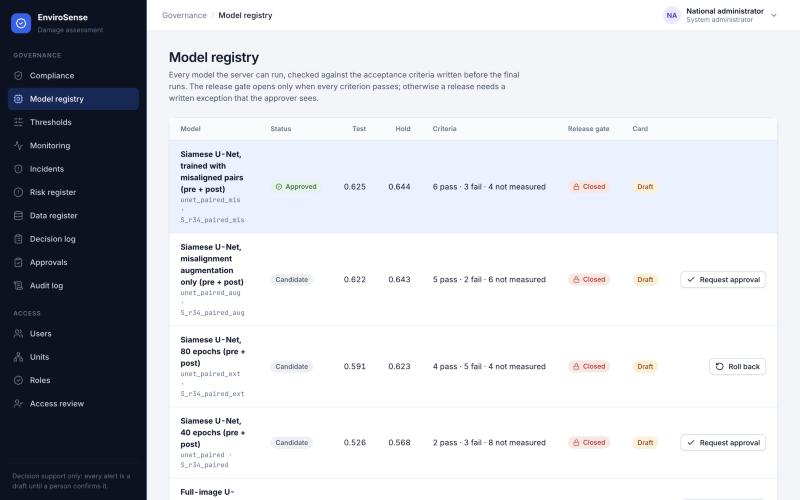 EnviroSense
Damage assessment
GOVERNANCE
Compliance
Model registry
Thresholds
Monitoring
Incidents
Risk register
Data register
Decision log
Approvals
Audit log
ACCESS
Users
Units
Roles
Access review
Decision support only: every alert is a
draft until a person confirms it.
Governance / Model registry
NA
National administrator
System administrator
Model registry
Every model the server can run, checked against the acceptance criteria written before the final
runs. The release gate opens only when every criterion passes; otherwise a release needs a
written exception that the approver sees.
Model Status Test Hold Criteria Release gate Card
Siamese U-Net,
trained with
misaligned pairs
(pre + post)
unet_paired_mis
·
S_r34_paired_mis
Approved 0.625 0.644 6 pass · 3 fail · 4 not measured Closed Draft
Siamese U-Net,
misalignment
augmentation
only (pre + post)
unet_paired_aug
·
S_r34_paired_aug
Candidate 0.622 0.643 5 pass · 2 fail · 6 not measured Closed Draft Request approval
Siamese U-Net,
80 epochs (pre +
post)
unet_paired_ext
·
S_r34_paired_ext
Candidate 0.591 0.623 4 pass · 5 fail · 4 not measured Closed Draft Roll back
Siamese U-Net,
40 epochs (pre +
post)
unet_paired ·
S_r34_paired
Candidate 0.526 0.568 2 pass · 3 fail · 8 not measured Closed Draft Request approval
Full-image U-